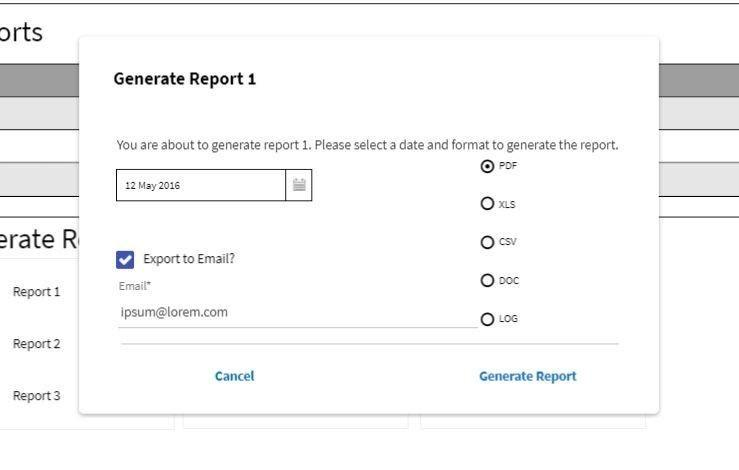 orts
Generate Report 1
You are about to generate report 1. Please select a date and format to generate the report.
PDF
12 May 2016
XLS
erate R
CSV
Export to Email?
DOC
Email*
Report 1
ipsum@lorem.com
LOG
Report 2
Cancel
Generate Report
Report 3